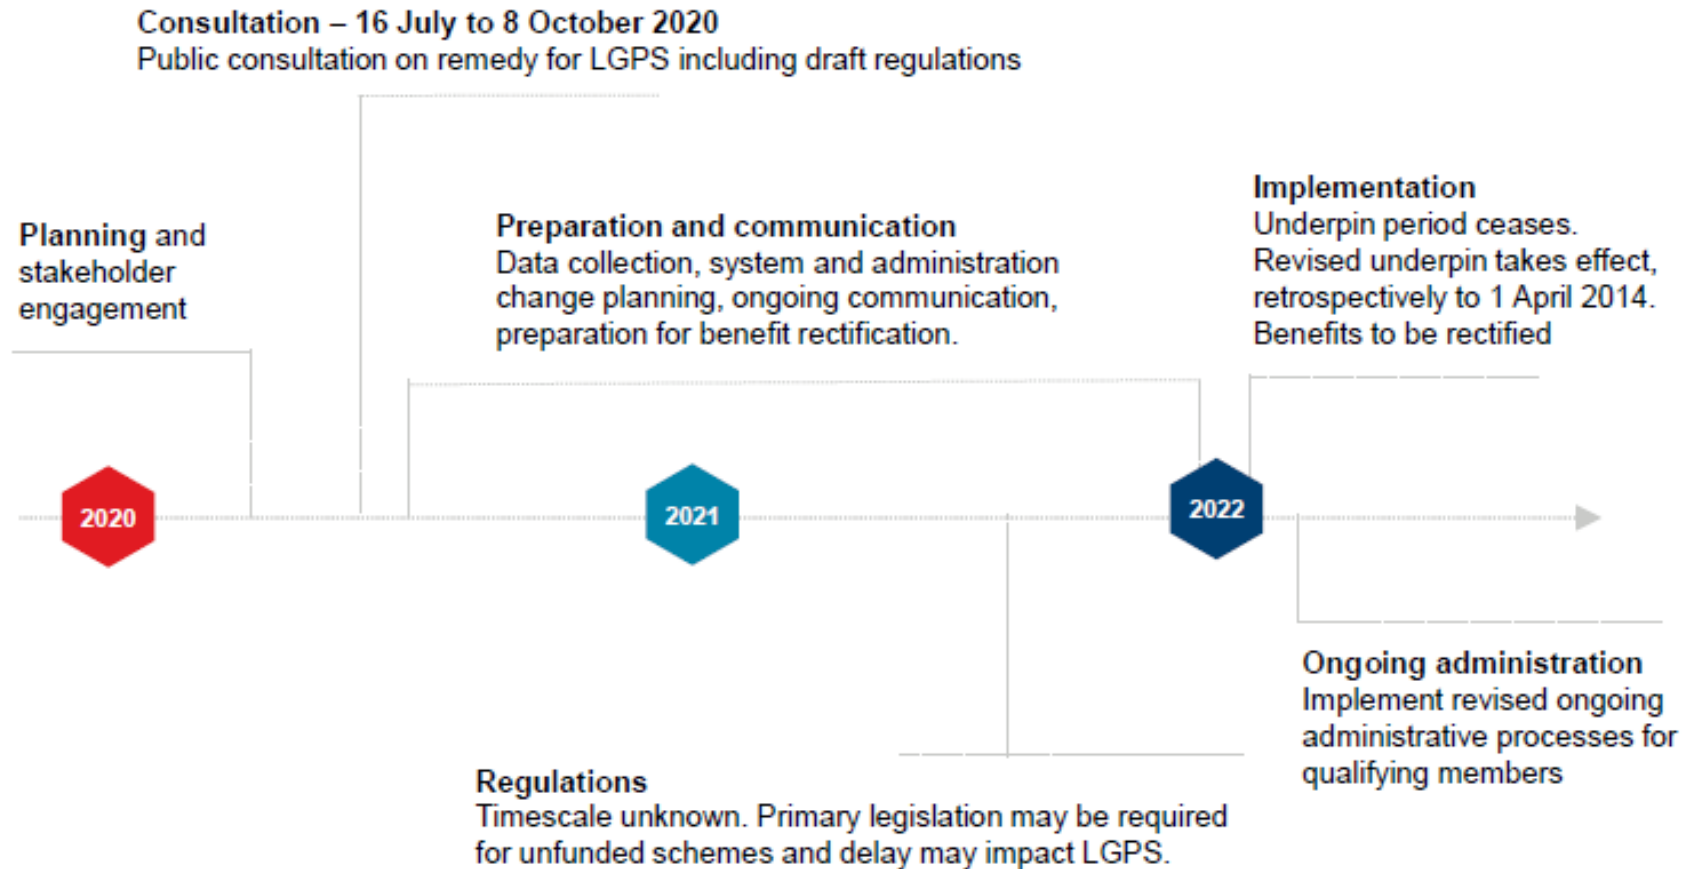 Consultation – 16 July to 8 October 2020
Public consultation on remedy for LGPS including draft regulations
Planning and
stakeholder
engagement
Preparation and communication
Data collection, system and administration
change planning, ongoing communication,
preparation for benefit rectification.
Implementation
Underpin period ceases.
Revised underpin takes effect,
retrospectively to 1 April 2014.
Benefits to be rectified
2020
2021
2022
Regulations
Timescale unknown. Primary legislation may be required
for unfunded schemes and delay may impact LGPS.
Ongoing administration
Implement revised ongoing
administrative processes for
qualifying members